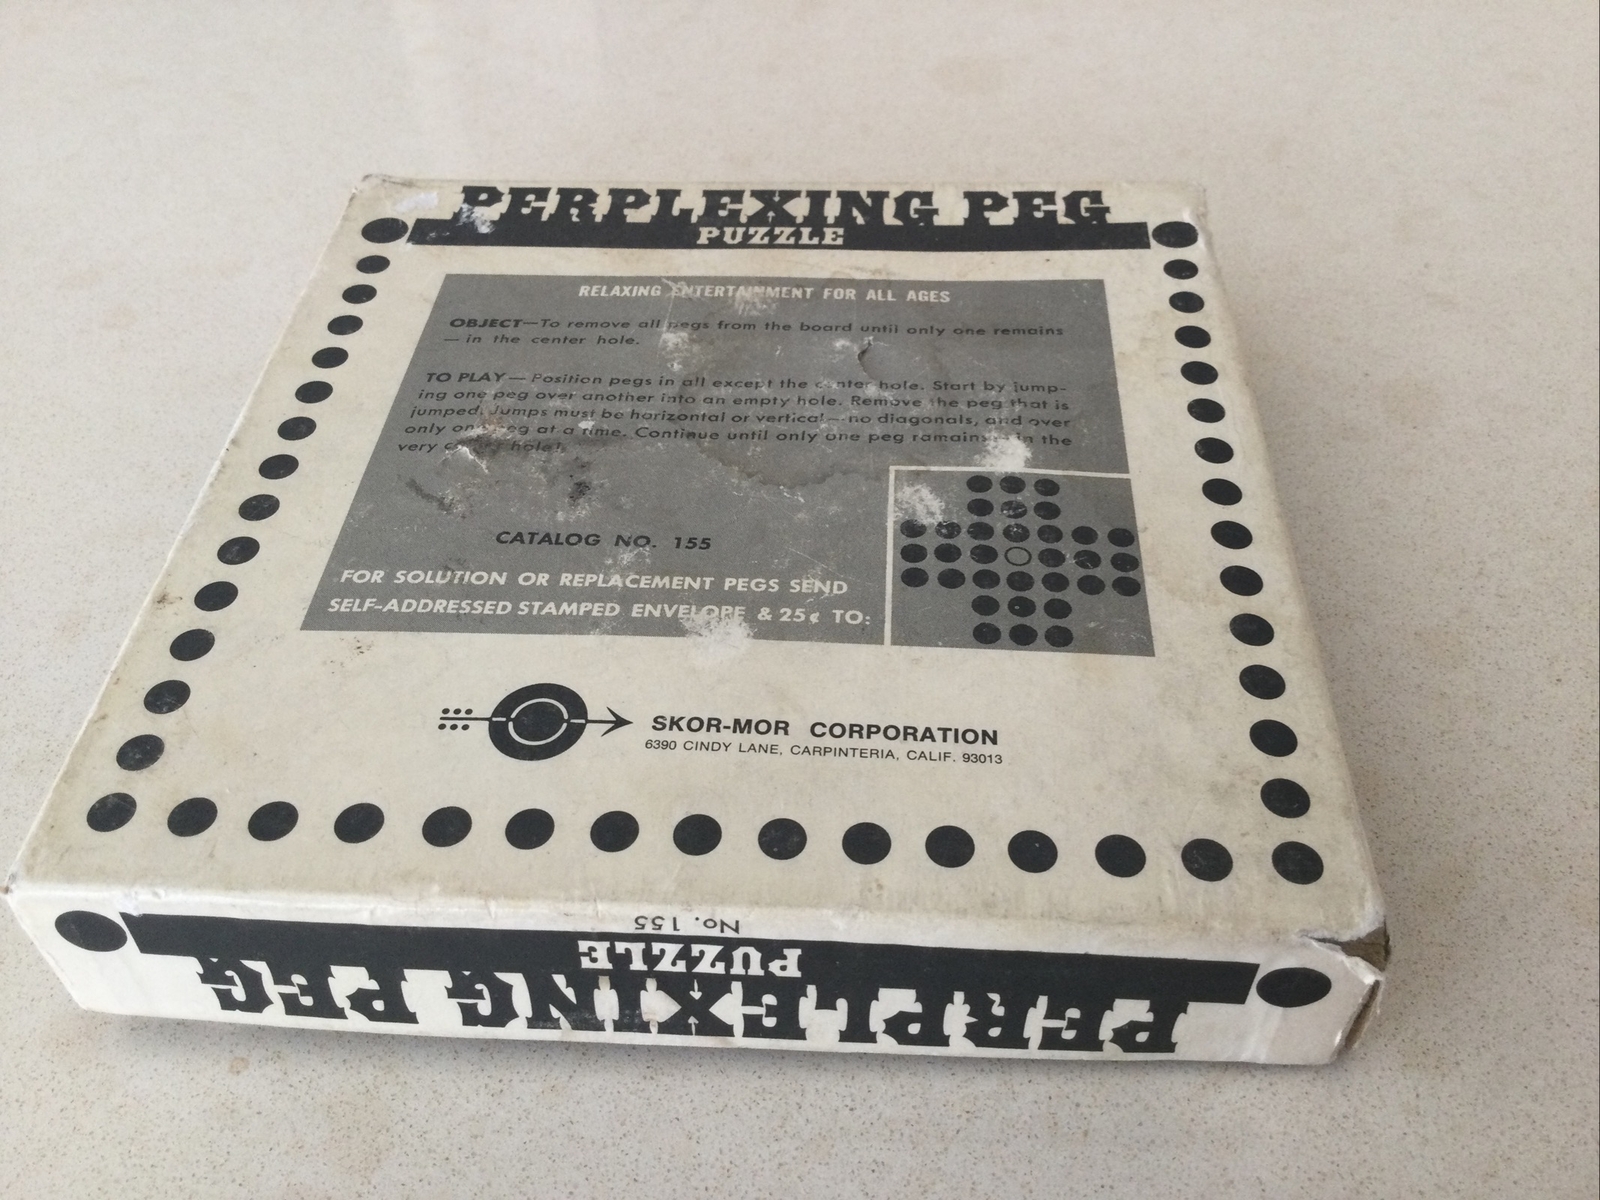 PERPLEXING PEG
PUZZLE
RELAXING ENTERTAINMENT FOR ALL AGES
OBJECT—To remove all pegs from the board until only one remains
— in the center hole.
TO PLAY — Position pegs in all except the center hole. Start by jump-
ing one peg over another into an empty hole. Remove the peg that is
jumped. Jumps must be horizontal or vertical—no diagonals, and over
only one peg at a time. Continue until only one peg ramains in the
very center hole!
CATALOG NO. 155
FOR SOLUTION OR REPLACEMENT PEGS SEND
SELF-ADDRESSED STAMPED ENVELOPE & 25¢ TO:
SKOR-MOR CORPORATION
6390 CINDY LANE, CARPINTERIA, CALIF. 93013
No. 155
PUZZLE
PERPLEXING PEG